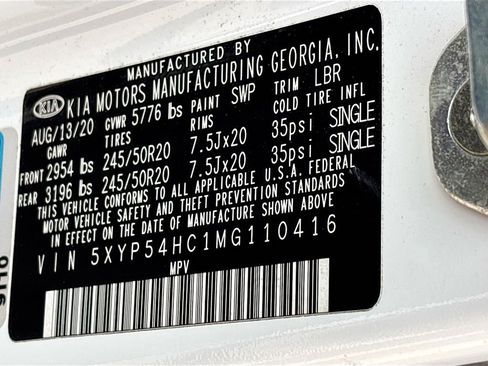 MANUFACTURED BY
KIA KIA MOTORS MANUFACTURING GEORGIA, INC.
AUG/13/20 GVWR 5776 lbs PAINT SWP TRIM LBR
GAWR TIRES RIMS COLD TIRE INFL
FRONT 2954 lbs 245/50R20 7.5Jx20 35psi SINGLE
REAR 3196 lbs 245/50R20 7.5Jx20 35psi SINGLE
THIS VEHICLE CONFORMS TO ALL APPLICABLE U.S.A. FEDERAL
MOTOR VEHICLE SAFETY AND THEFT PREVENTION STANDARDS
IN EFFECT ON THE DATE OF MANUFACTURE SHOWN ABOVE.
VIN 5XYP54HC1MG110416
MPV